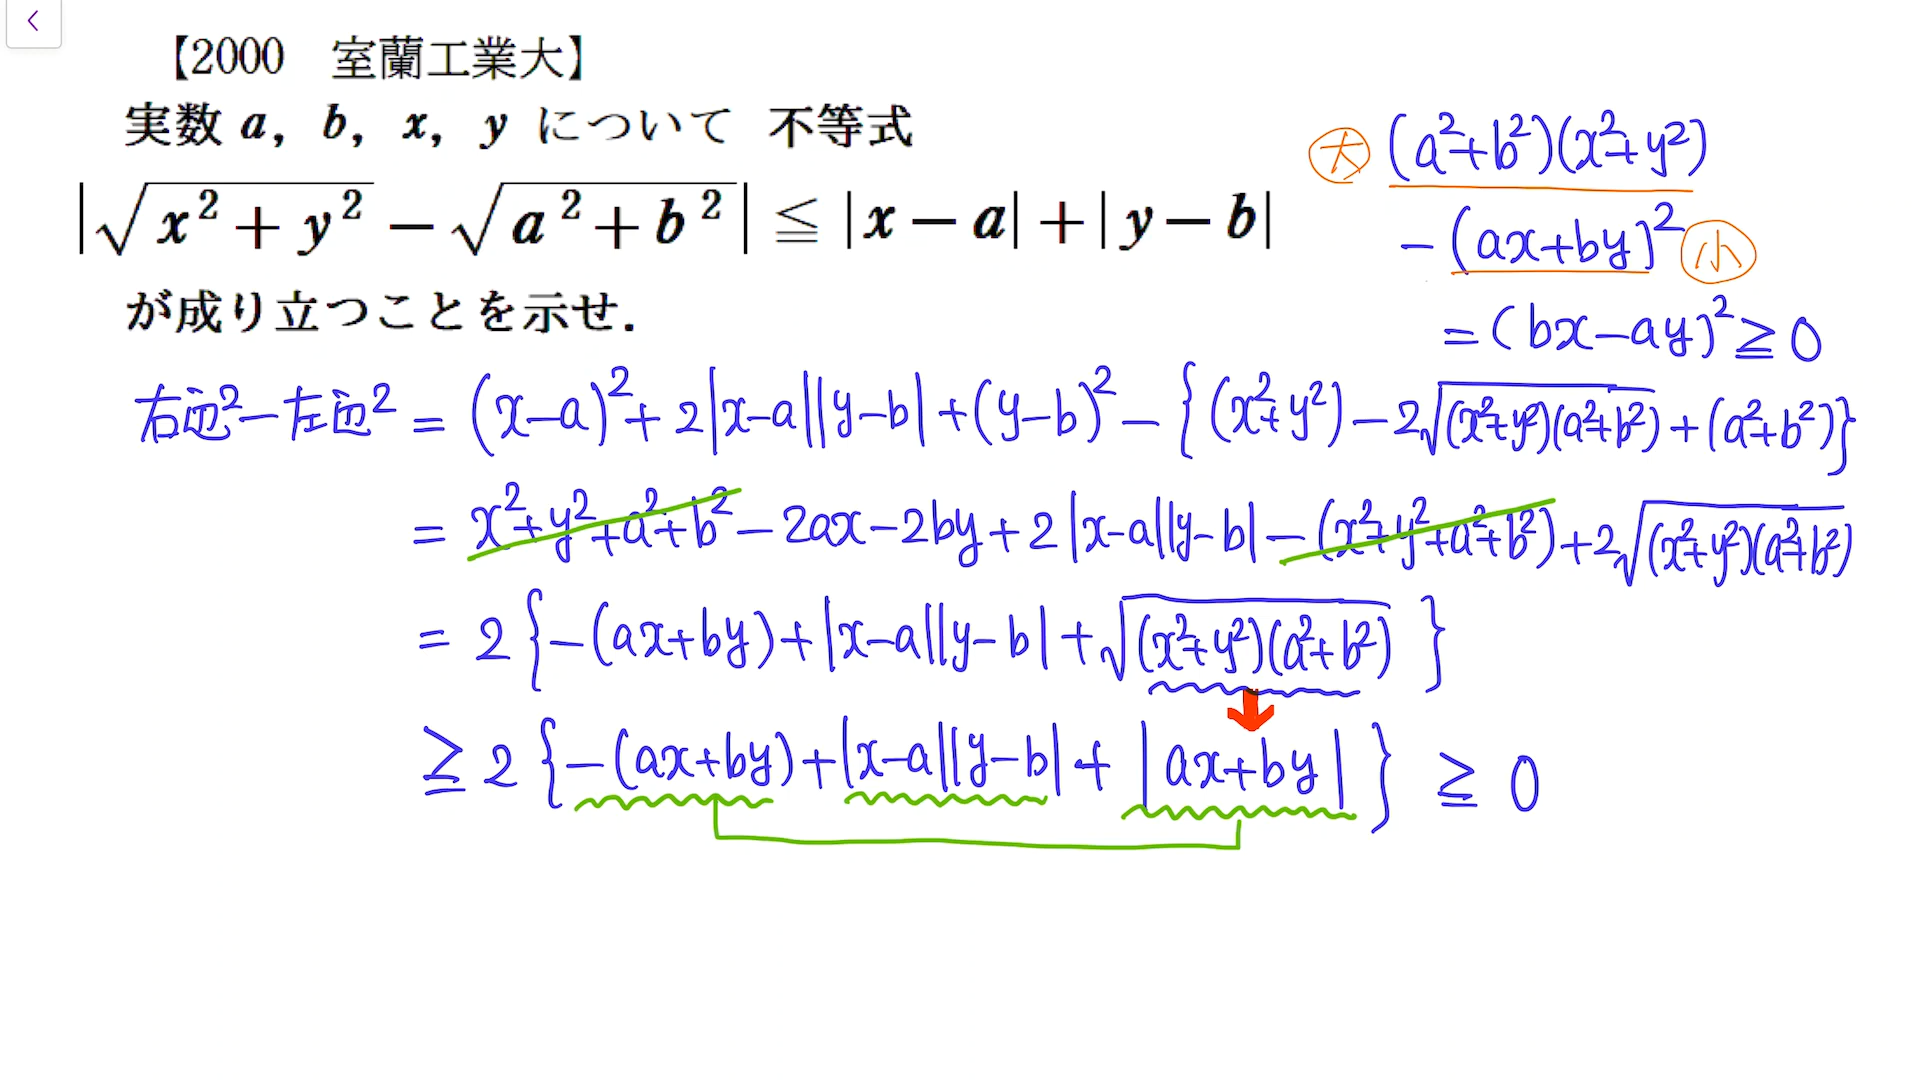 【2000 室蘭工業大】
実数 a, b, x, y について 不等式
|√(x²+y²) − √(a²+b²)| ≦ |x−a|+|y−b|
が成り立つことを示せ.
大 (a²+b²)(x²+y²)
−(ax+by)² 小
=(bx−ay)² ≧ 0
右辺²−左辺² = (x−a)²+2|x−a||y−b|+(y−b)²−{(x²+y²)−2√(x²+y²)(a²+b²)+(a²+b²)}
= x²+y²+a²+b²−2ax−2by+2|x−a||y−b|−(x²+y²+a²+b²)+2√(x²+y²)(a²+b²)
= 2{−(ax+by)+|x−a||y−b|+√(x²+y²)(a²+b²)}
≧ 2{−(ax+by)+|x−a||y−b|+|ax+by|} ≧ 0